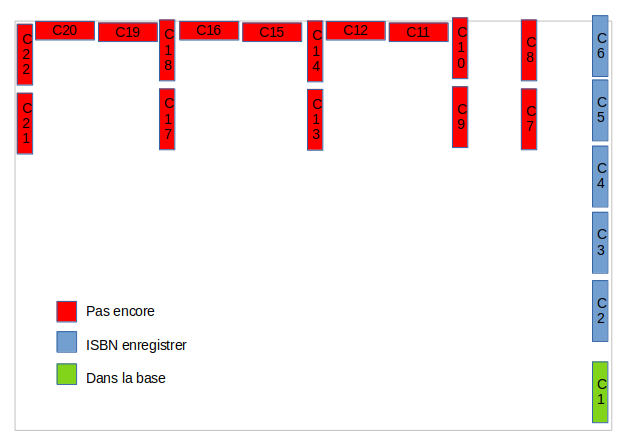 C22
C20
C19
C18
C16
C15
C14
C12
C11
C10
C8
C6
C21
C17
C13
C9
C7
C5
C4
C3
C2
C1
Pas encore
ISBN enregistrer
Dans la base